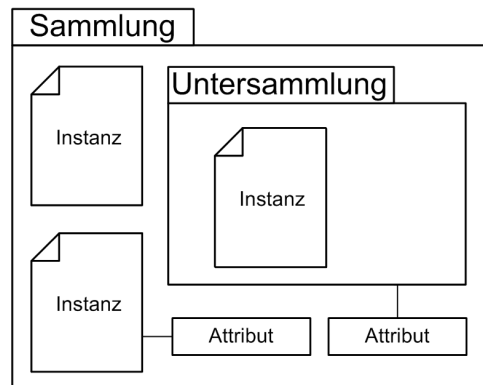 Sammlung
Untersammlung
Instanz
Instanz
Instanz
Attribut
Attribut